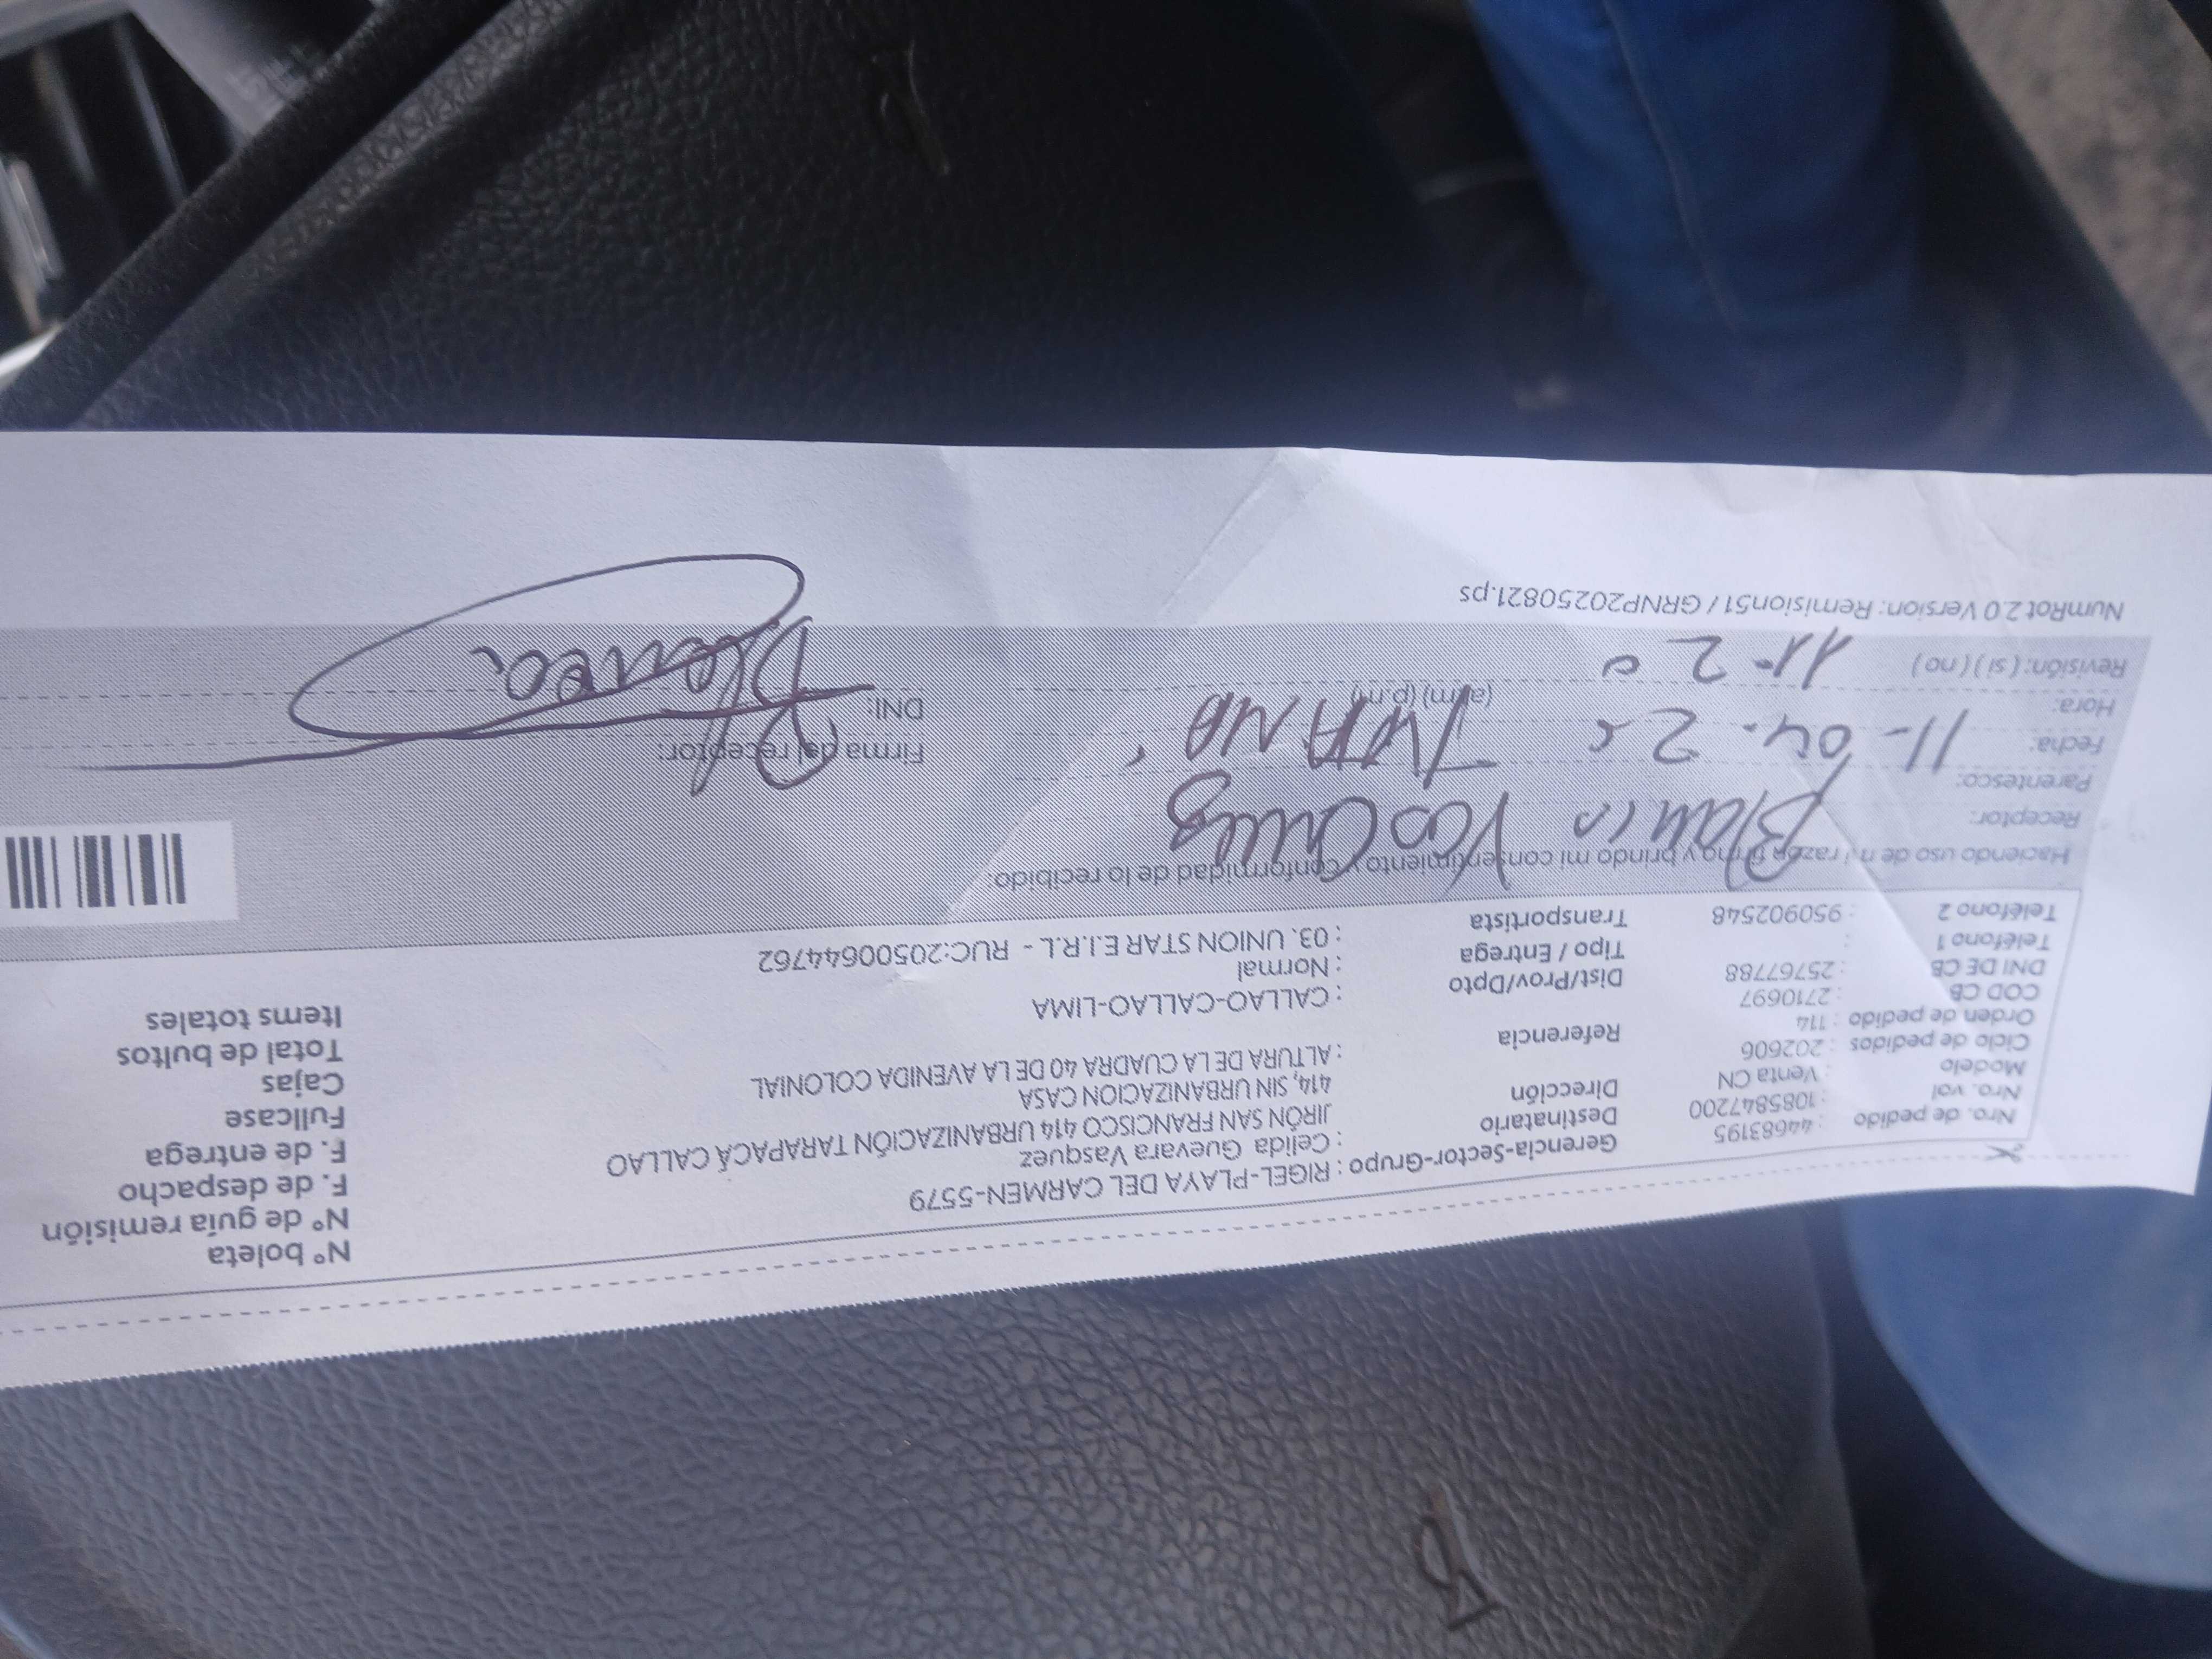 Nº boleta
Nº de guía remisión
F. de despacho
F. de entrega
Fullcase
Cajas
Total de bultos
Items totales
Nro. de pedido : 44683195
Nro. vol : 1085847200
Modelo : Venta CN
Ciclo de pedidos : 202606
Orden de pedido : 114
COD CB : 2710697
DNI DE CB : 25767788
Teléfono 1 :
Teléfono 2 : 950902548
Gerencia-Sector-Grupo : RIGEL-PLAYA DEL CARMEN-5579
Destinatario : Celida Guevara Vasquez
Dirección JIRÓN SAN FRANCISCO 414 URBANIZACIÓN TARAPACÁ CALLAO
414, SIN URBANIZACION CASA
Referencia : ALTURA DE LA CUADRA 40 DE LA AVENIDA COLONIAL
Dist/Prov/Dpto : CALLAO-CALLAO-LIMA
Tipo / Entrega : Normal
Transportista : 03. UNION STAR E.I.R.L - RUC:20500644762
Haciendo uso de mi razón firmo y brindo mi consentimiento y conformidad de lo recibido:
Receptor: Blanca
Parentesco:
Fecha: 11-04.
Hora: (a.m) (p.m)
Revisión: ( si ) ( no ) 11-20
Firma del receptor:
DNI:
Blanca
NumRot 2.0 Version: Remision51 / GRNP20250821.ps